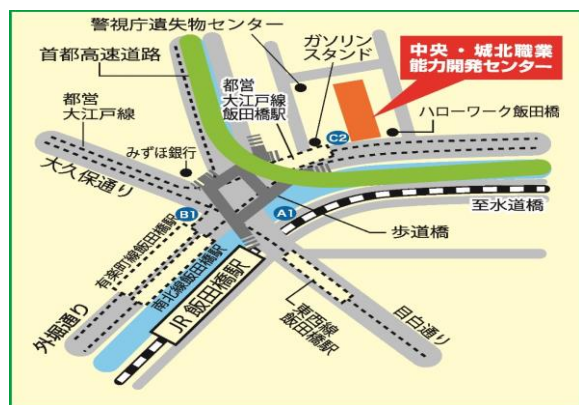 警視庁遺失物センター
首都高速道路
ガソリン
スタンド
中央・城北職業
能力開発センター
都営
大江戸線
飯田橋駅
都営
大江戸線
C2
ハローワーク飯田橋
みずほ銀行
大久保通り
至水道橋
B1
A1
歩道橋
有楽町線飯田橋駅
南北線飯田橋駅
JR飯田橋駅
外堀通り
東西線
飯田橋駅
目白通り